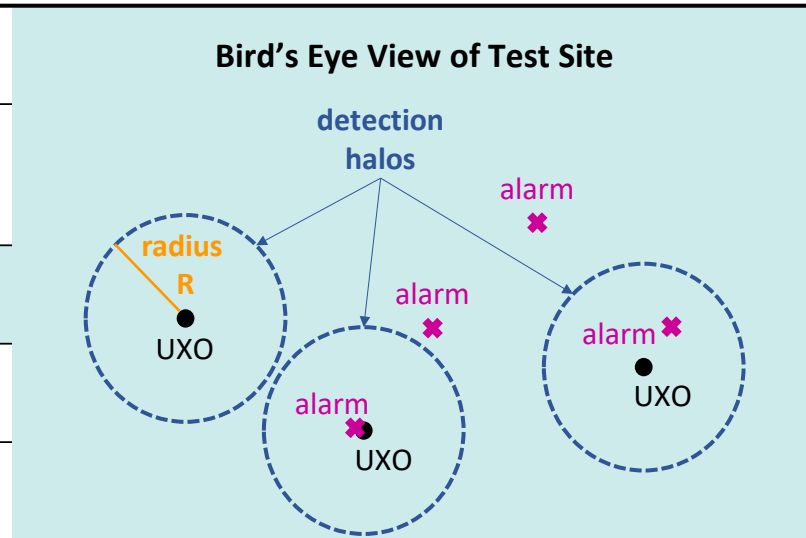 Bird’s Eye View of Test Site
detection
halos
alarm
radius
R
UXO
alarm
alarm
UXO
alarm
UXO